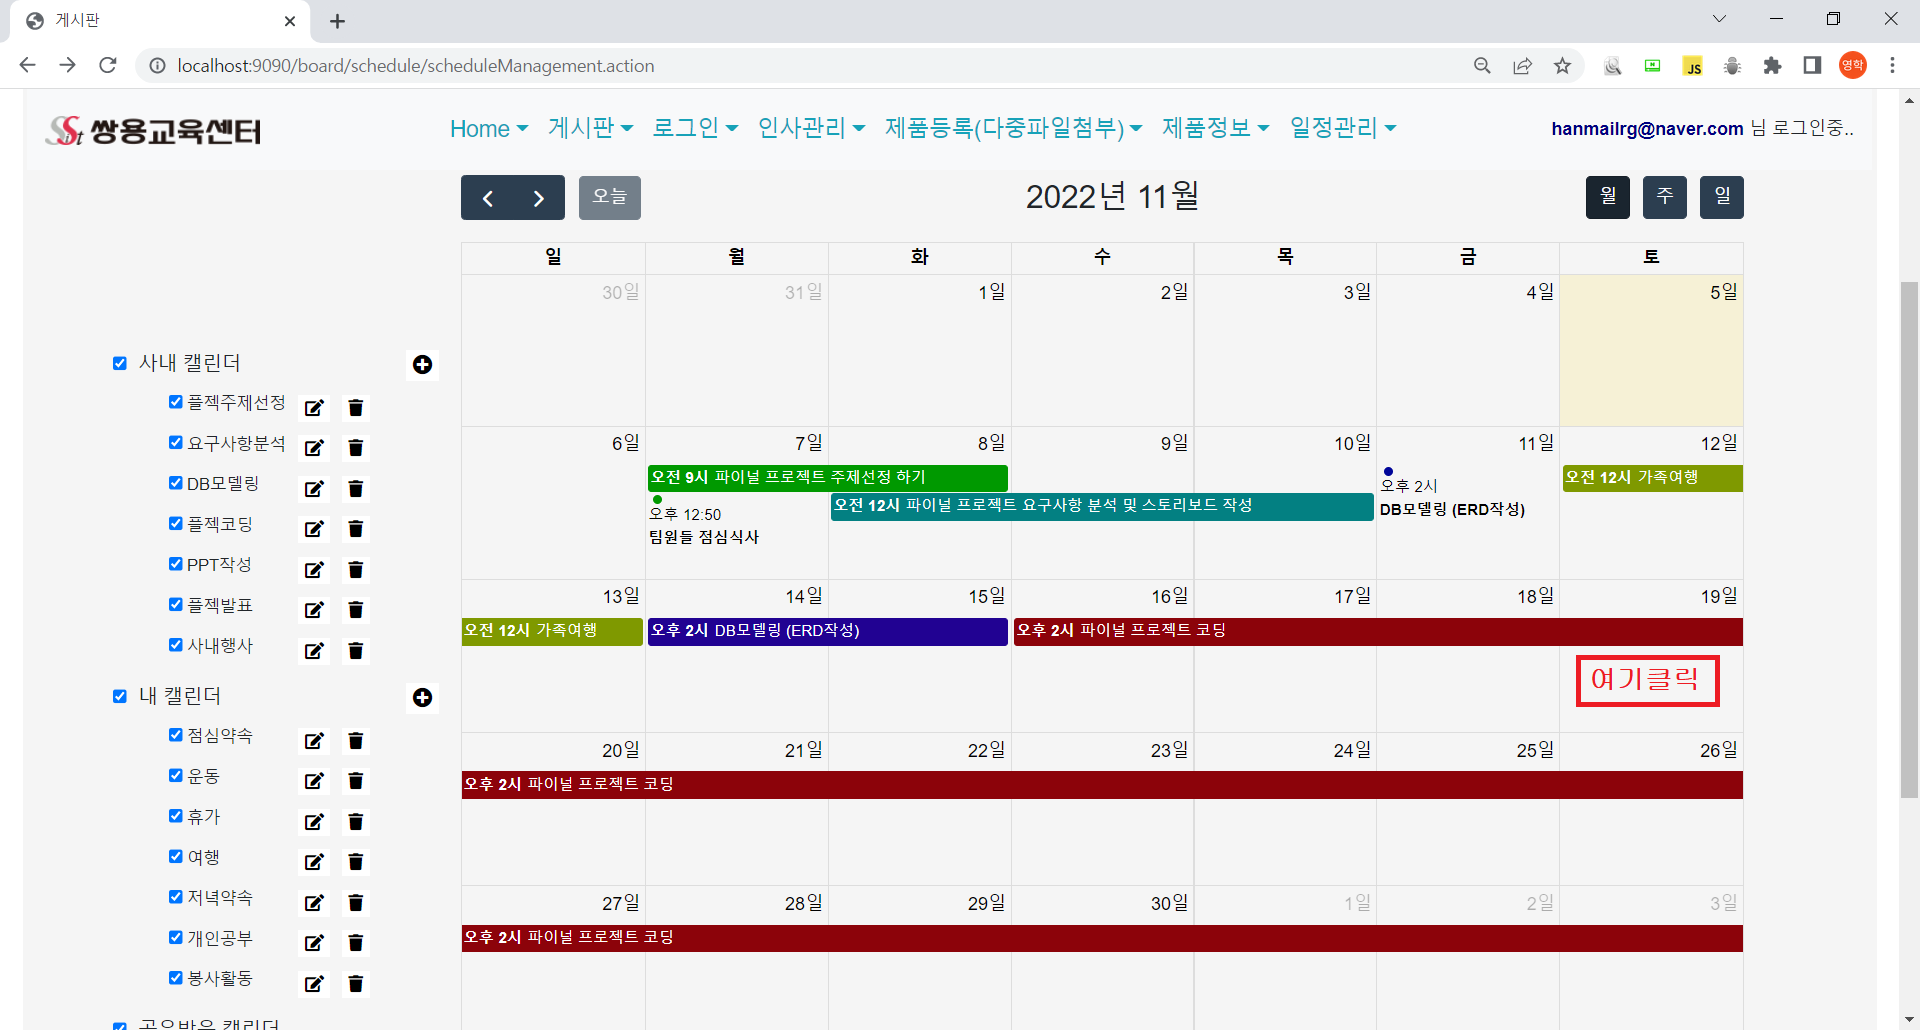 게시판
localhost:9090/board/schedule/scheduleManagement.action
JS
영학
Sist 쌍용교육센터
Home 게시판 로그인 인사관리 제품등록(다중파일첨부) 제품정보 일정관리
hanmailrg@naver.com 님 로그인중..
오늘
2022년 11월
월 주 일
일 월 화 수 목 금 토
30일 31일 1일 2일 3일 4일 5일
6일 7일 8일 9일 10일 11일 12일
오전 9시 파이널 프로젝트 주제선정 하기
오후 12:50
팀원들 점심식사
오전 12시 파이널 프로젝트 요구사항 분석 및 스토리보드 작성
오후 2시
DB모델링 (ERD작성)
오전 12시 가족여행
13일 14일 15일 16일 17일 18일 19일
오전 12시 가족여행
오후 2시 DB모델링 (ERD작성)
오후 2시 파이널 프로젝트 코딩
여기클릭
20일 21일 22일 23일 24일 25일 26일
오후 2시 파이널 프로젝트 코딩
27일 28일 29일 30일 1일 2일 3일
오후 2시 파이널 프로젝트 코딩
사내 캘린더
플젝주제선정
요구사항분석
DB모델링
플젝코딩
PPT작성
플젝발표
사내행사
내 캘린더
점심약속
운동
휴가
여행
저녁약속
개인공부
봉사활동
공유받은 캘린더